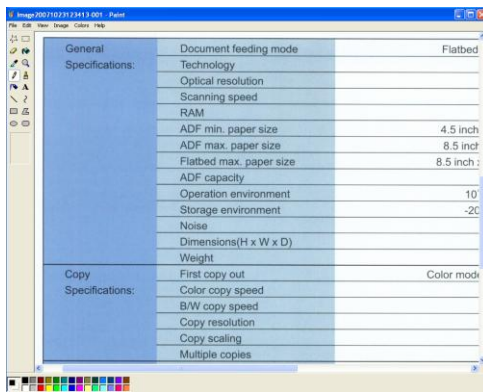 Image20071023123413-001 - Paint
File Edit View Image Colors Help
General Document feeding mode Flatbed
Specifications: Technology
Optical resolution
Scanning speed
RAM
ADF min. paper size 4.5 inch
ADF max. paper size 8.5 inch
Flatbed max. paper size 8.5 inch :
ADF capacity
Operation environment 10°
Storage environment -20
Noise
Dimensions(H x W x D)
Weight
Copy First copy out Color mode
Specifications: Color copy speed
B/W copy speed
Copy resolution
Copy scaling
Multiple copies